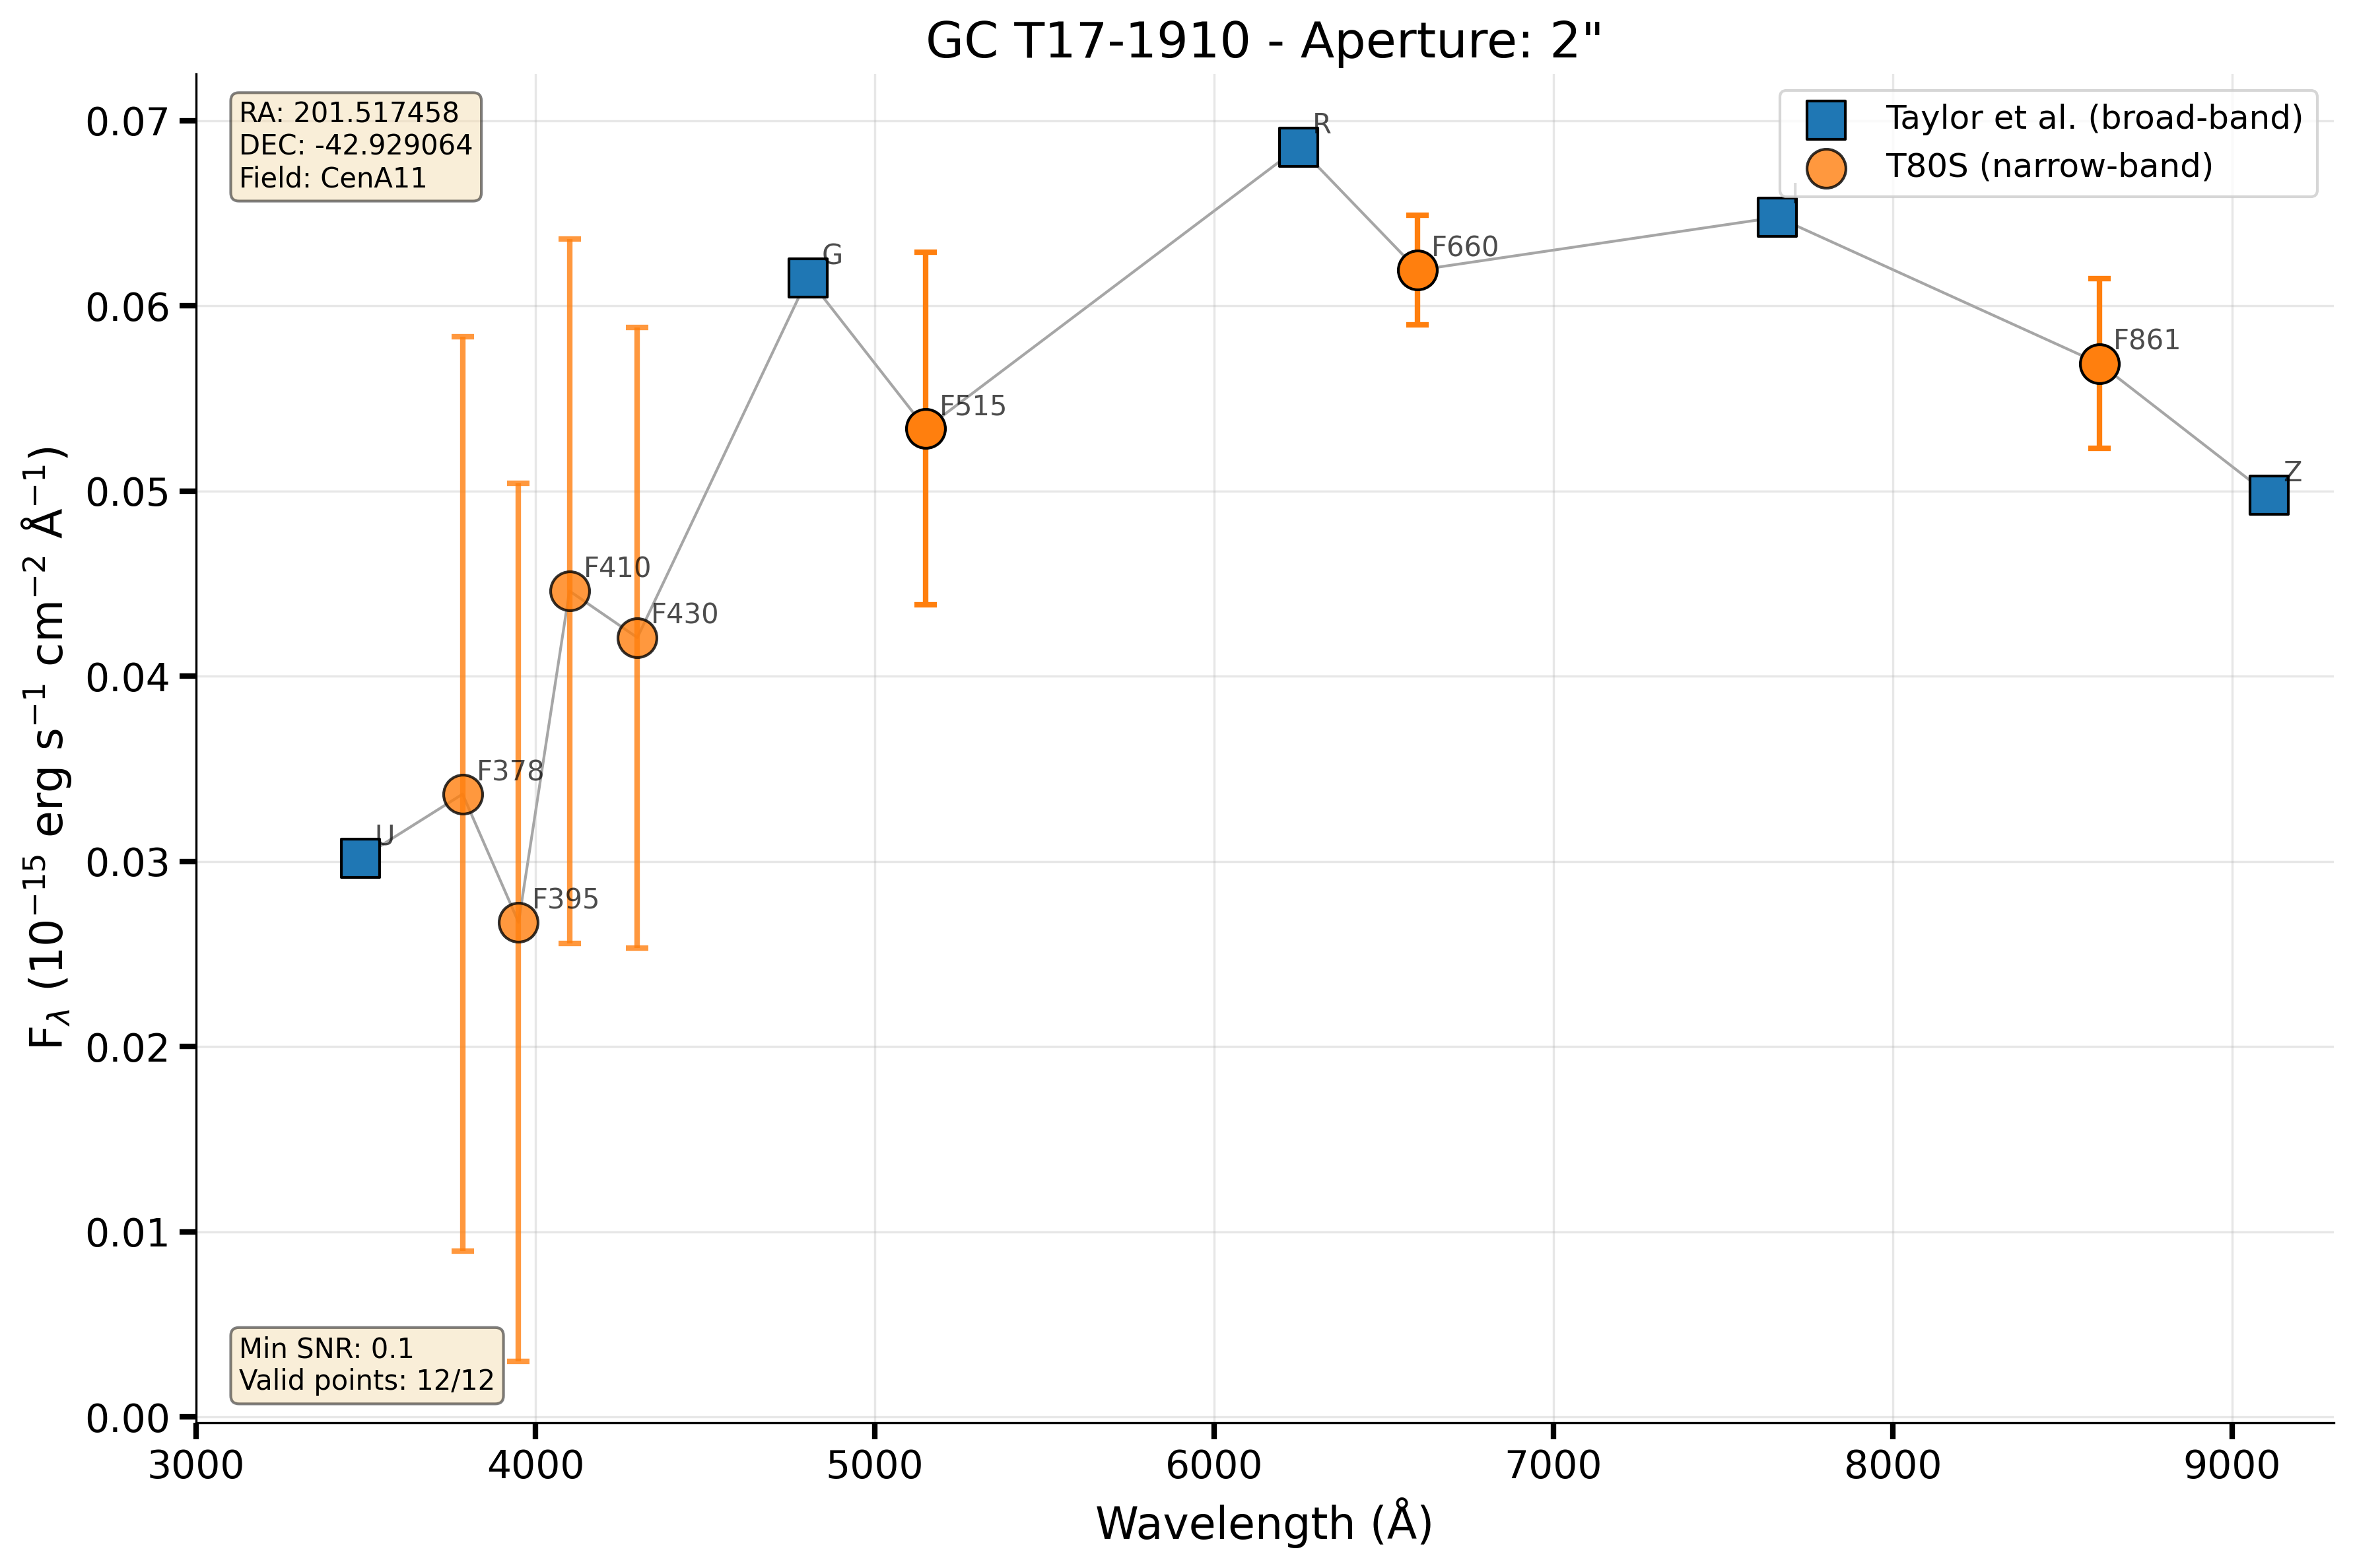 GC T17-1910 - Aperture: 2"
RA: 201.517458
DEC: -42.929064
Field: CenA11
Taylor et al. (broad-band)
T80S (narrow-band)
R
G
F660
F861
F515
Z
F410
F430
F378
U
F395
Min SNR: 0.1
Valid points: 12/12
0.07
0.06
0.05
0.04
0.03
0.02
0.01
0.00
3000 4000 5000 6000 7000 8000 9000
Wavelength (Å)
F_λ (10⁻¹⁵ erg s⁻¹ cm⁻² Å⁻¹)